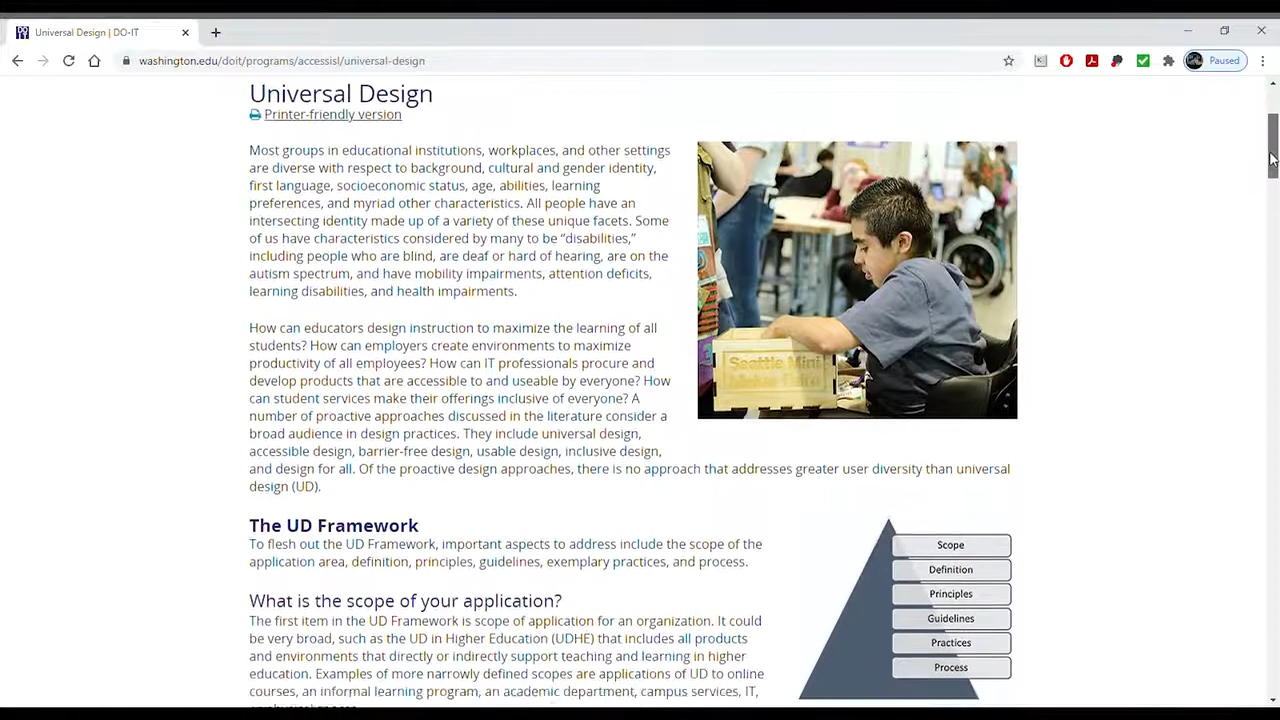 Universal Design | DO-IT
washington.edu/doit/programs/accessisl/universal-design
Paused
Universal Design
Printer-friendly version
Most groups in educational institutions, workplaces, and other settings
are diverse with respect to background, cultural and gender identity,
first language, socioeconomic status, age, abilities, learning
preferences, and myriad other characteristics. All people have an
intersecting identity made up of a variety of these unique facets. Some
of us have characteristics considered by many to be “disabilities,”
including people who are blind, are deaf or hard of hearing, are on the
autism spectrum, and have mobility impairments, attention deficits,
learning disabilities, and health impairments.
Seattle Mini
How can educators design instruction to maximize the learning of all
students? How can employers create environments to maximize
productivity of all employees? How can IT professionals procure and
develop products that are accessible to and useable by everyone? How
can student services make their offerings inclusive of everyone? A
number of proactive approaches discussed in the literature consider a
broad audience in design practices. They include universal design,
accessible design, barrier-free design, usable design, inclusive design,
and design for all. Of the proactive design approaches, there is no approach that addresses greater user diversity than universal
design (UD).
The UD Framework
To flesh out the UD Framework, important aspects to address include the scope of the
application area, definition, principles, guidelines, exemplary practices, and process.
What is the scope of your application?
The first item in the UD Framework is scope of application for an organization. It could
be very broad, such as the UD in Higher Education (UDHE) that includes all products
and environments that directly or indirectly support teaching and learning in higher
education. Examples of more narrowly defined scopes are applications of UD to online
courses, an informal learning program, an academic department, campus services, IT,
Scope
Definition
Principles
Guidelines
Practices
Process